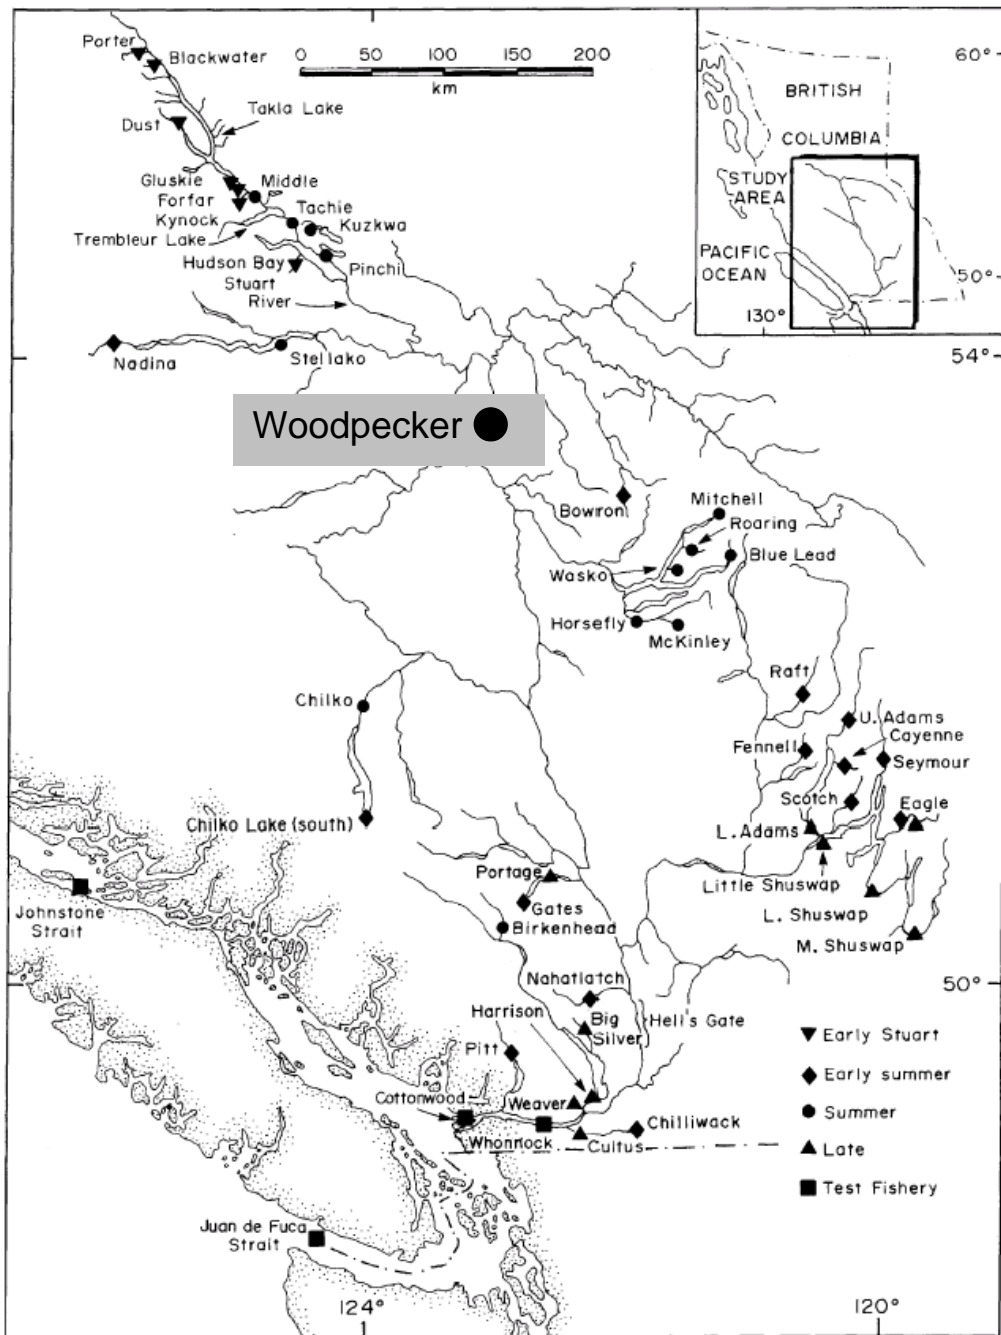 Porter
Blackwater
0 50 100 150 200
km
Takla Lake
Dust
Gluskie
Middle
Forfar
Kynock
Tachie
Kuzkwa
Trembleur Lake
Hudson Bay
Pinchi
Stuart
River
Nadina
Stellako
60°
BRITISH
COLUMBIA
STUDY
AREA
PACIFIC
OCEAN
50°
130°
54°
Woodpecker
Bowron
Mitchell
Roaring
Blue Lead
Wasko
Horsefly
McKinley
Raft
Chilko
U. Adams
Cayenne
Fennell
Seymour
Scotch
Eagle
Chilko Lake (south)
L. Adams
Portage
Little Shuswap
Johnstone
Strait
Gates
L. Shuswap
Birkenhead
M. Shuswap
Nahatlatch
50°
Harrison
Big
Silver
Hell's Gate
Pitt
Cottonwood
Weaver
Chilliwack
Whonnock
Cultus
Early Stuart
Early summer
Summer
Late
Test Fishery
Juan de Fuca
Strait
124°
120°